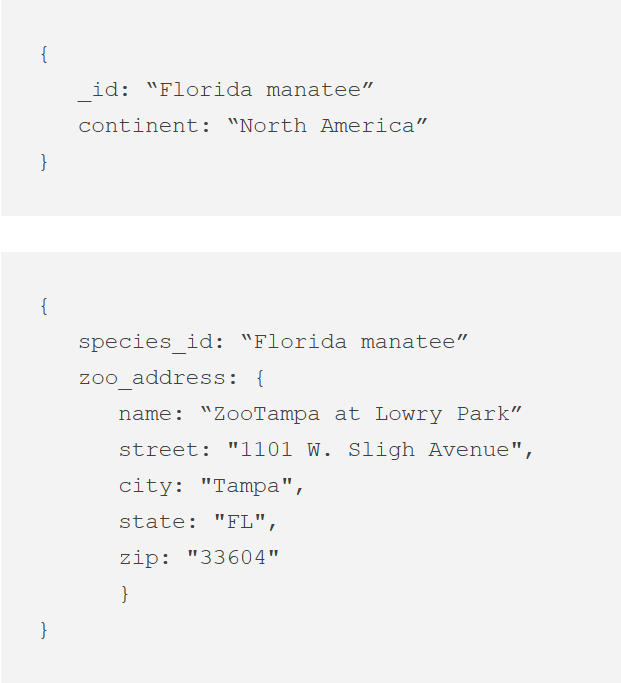 {
_id: “Florida manatee”
continent: “North America”
}
{
species_id: “Florida manatee”
zoo_address: {
name: “ZooTampa at Lowry Park”
street: "1101 W. Sligh Avenue",
city: "Tampa",
state: "FL",
zip: "33604"
}
}